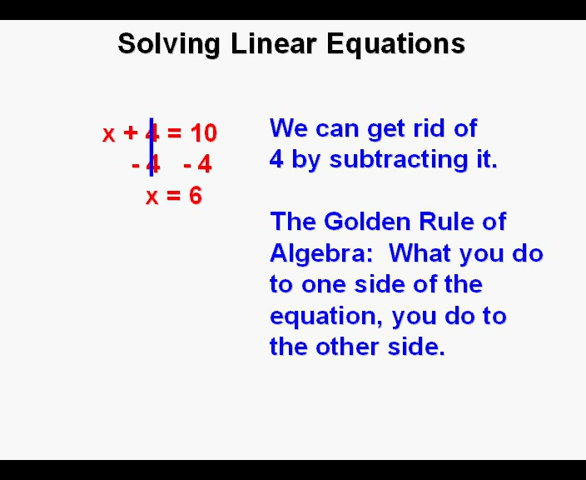 Solving Linear Equations
x + 4 = 10
- 4 - 4
x = 6
We can get rid of
4 by subtracting it.
The Golden Rule of
Algebra: What you do
to one side of the
equation, you do to
the other side.